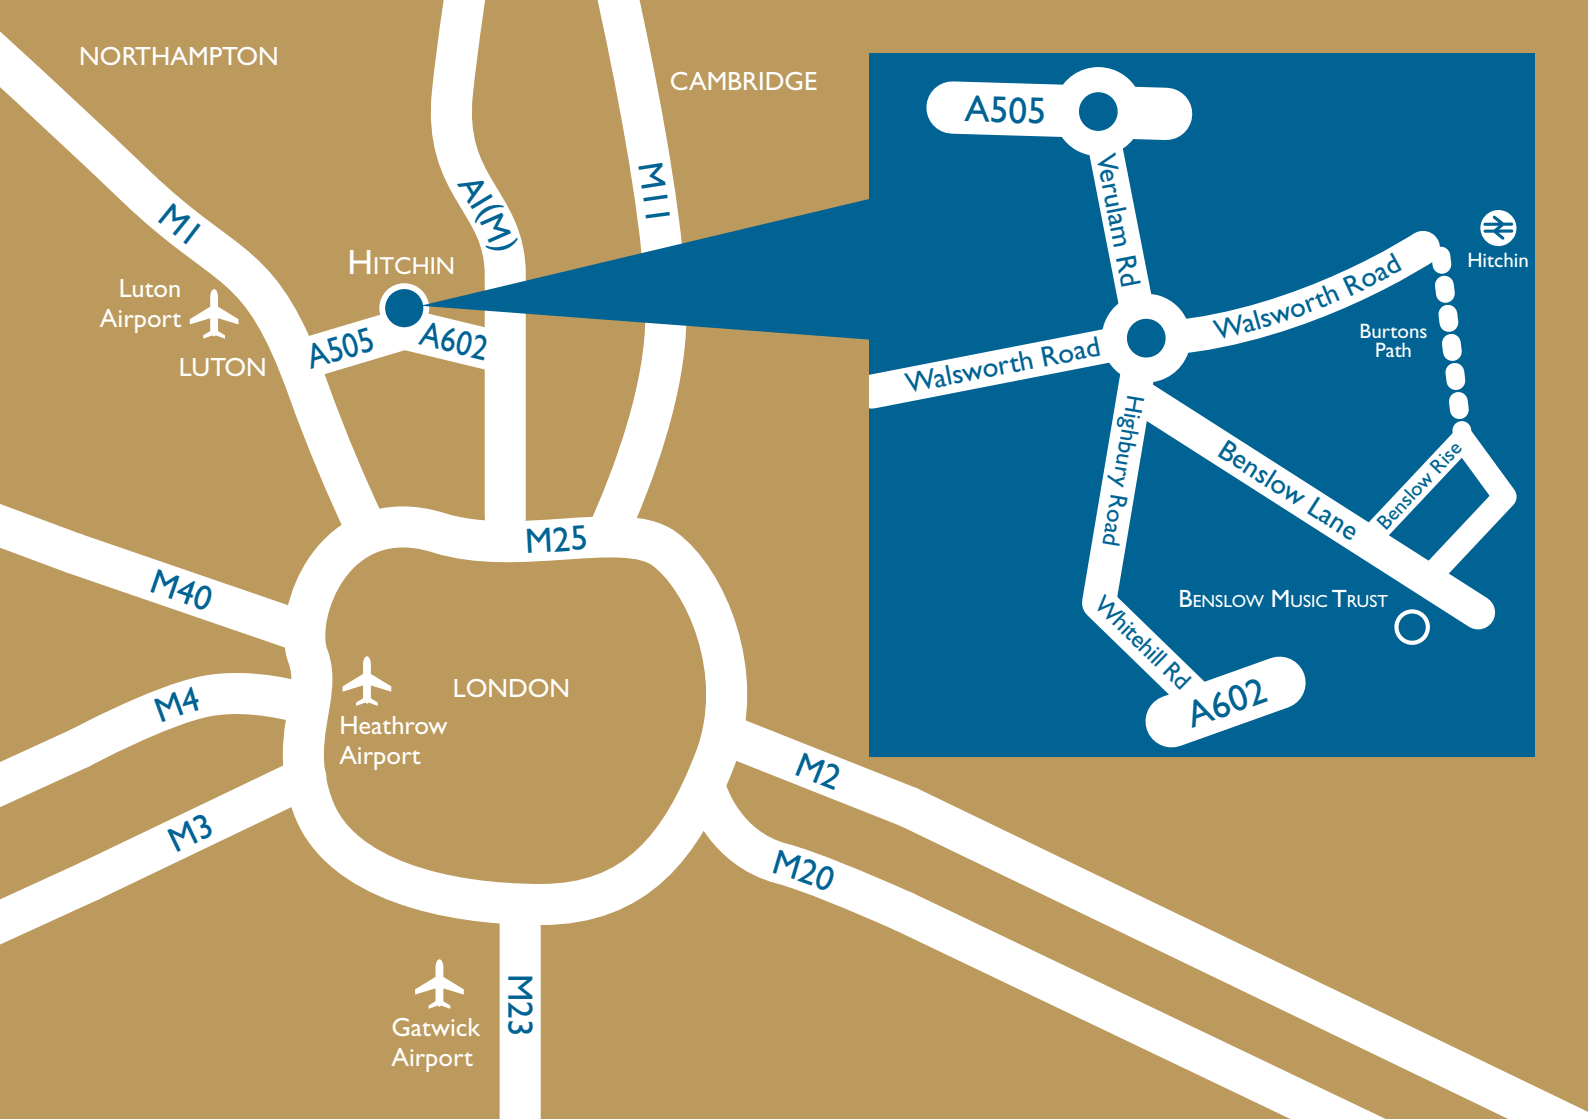 NORTHAMPTON
CAMBRIDGE
M1
A1(M)
M11
HITCHIN
Luton
Airport
LUTON
A505
A602
M25
M40
M4
M3
LONDON
Heathrow
Airport
M2
M20
M23
Gatwick
Airport
A505
Verulam Rd
Hitchin
Walsworth Road
Walsworth Road
Burtons
Path
Highbury Road
Benslow Lane
Benslow Rise
BENSLOW MUSIC TRUST
Whitehill Rd
A602